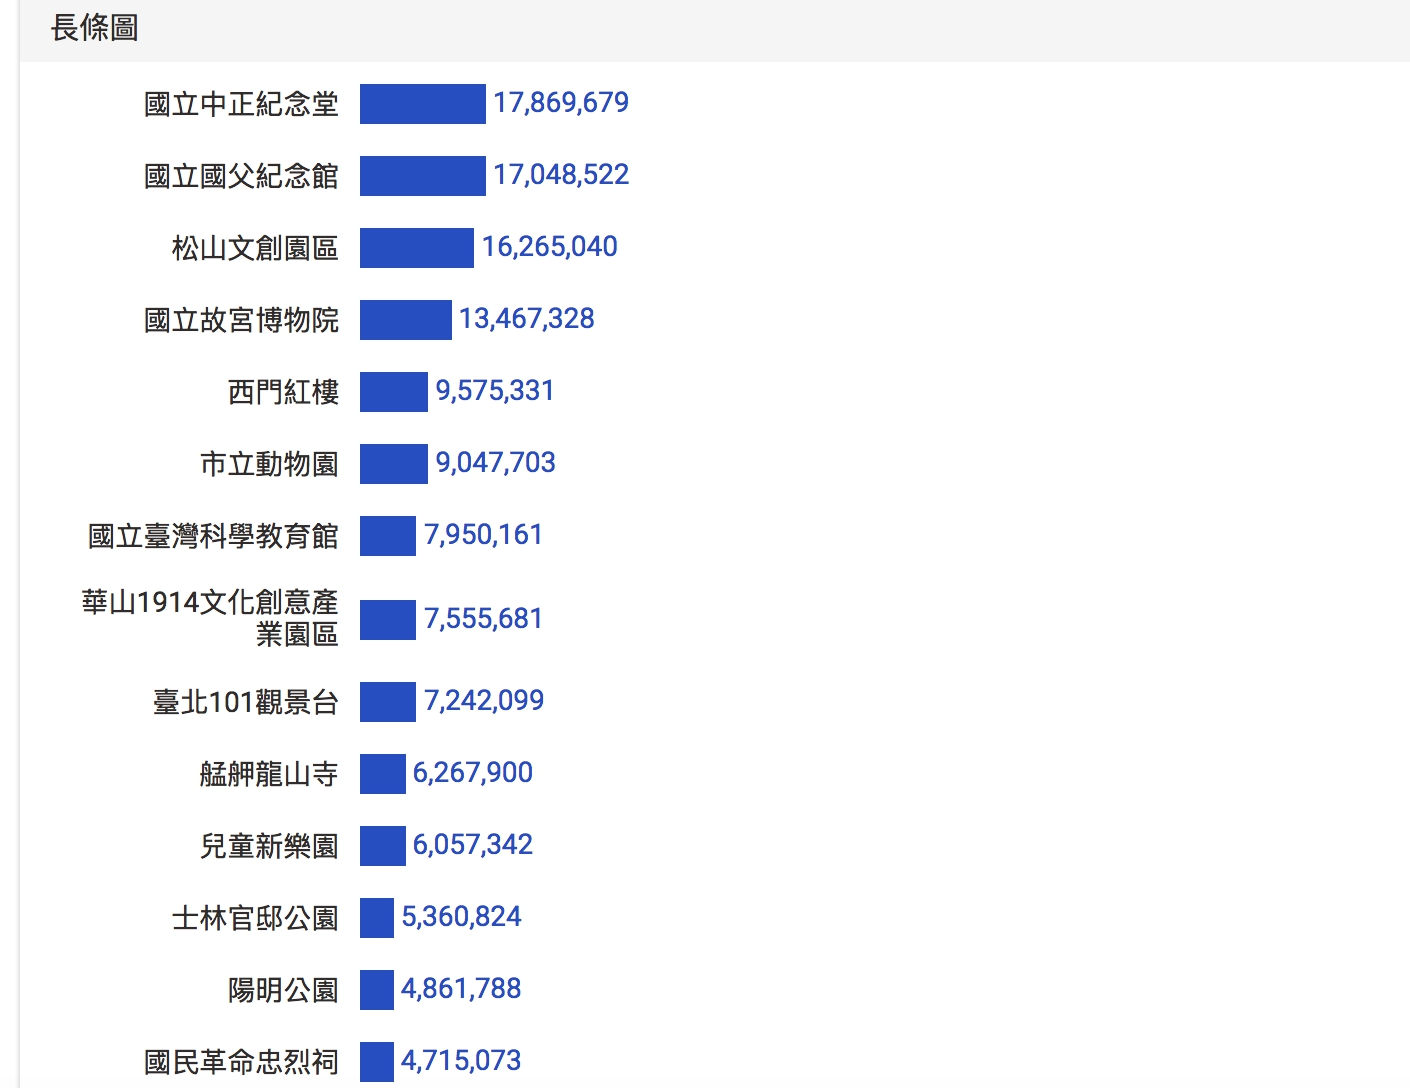 長條圖
國立中正紀念堂 17,869,679
國立國父紀念館 17,048,522
松山文創園區 16,265,040
國立故宮博物院 13,467,328
西門紅樓 9,575,331
市立動物園 9,047,703
國立臺灣科學教育館 7,950,161
華山1914文化創意產
業園區 7,555,681
臺北101觀景台 7,242,099
艋舺龍山寺 6,267,900
兒童新樂園 6,057,342
士林官邸公園 5,360,824
陽明公園 4,861,788
國民革命忠烈祠 4,715,073